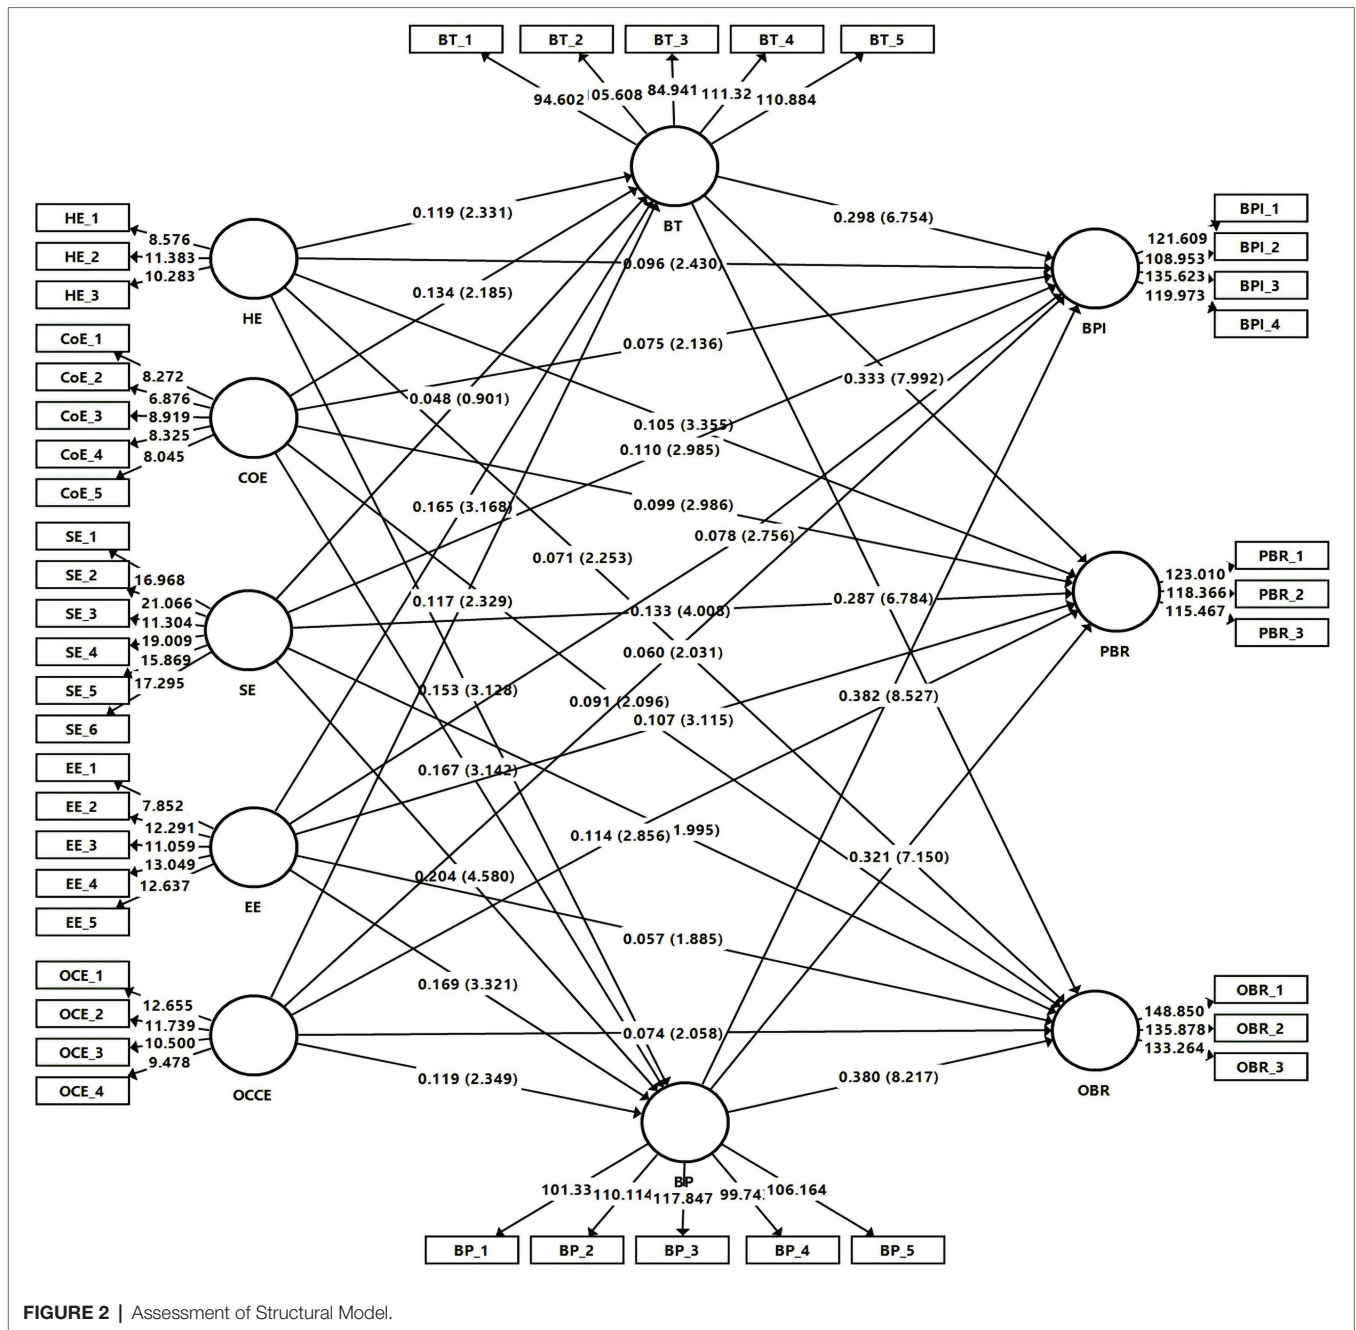 BT_1 BT_2 BT_3 BT_4 BT_5
94.602 05.608 84.941 111.32 110.884
BT
HE_1
HE_2
HE_3
8.576
11.383
10.283
HE
CoE_1
CoE_2
CoE_3
CoE_4
CoE_5
8.272
6.876
8.919
8.325
8.045
COE
SE_1
SE_2
SE_3
SE_4
SE_5
SE_6
16.968
21.066
11.304
19.009
15.869
17.295
SE
EE_1
EE_2
EE_3
EE_4
EE_5
7.852
12.291
11.059
13.049
12.637
EE
OCE_1
OCE_2
OCE_3
OCE_4
12.655
11.739
10.500
9.478
OCCE
0.119 (2.331)
0.134 (2.185)
0.048 (0.901)
0.165 (3.168)
0.117 (2.329)
0.153 (3.128)
0.167 (3.142)
0.204 (4.580)
0.169 (3.321)
0.119 (2.349)
0.096 (2.430)
0.075 (2.136)
0.105 (3.355)
0.110 (2.985)
0.099 (2.986)
0.078 (2.756)
0.071 (2.253)
0.133 (4.008)
0.060 (2.031)
0.091 (2.096)
0.107 (3.115)
0.114 (2.856) 1.995)
0.057 (1.885)
0.074 (2.058)
0.298 (6.754)
0.333 (7.992)
0.287 (6.784)
0.382 (8.527)
0.321 (7.150)
0.380 (8.217)
BPI
121.609
108.953
135.623
119.973
BPI_1
BPI_2
BPI_3
BPI_4
PBR
123.010
118.366
115.467
PBR_1
PBR_2
PBR_3
OBR
148.850
135.878
133.264
OBR_1
OBR_2
OBR_3
BP
101.33 110.114 117.847 99.74 106.164
BP_1 BP_2 BP_3 BP_4 BP_5
FIGURE 2 | Assessment of Structural Model.